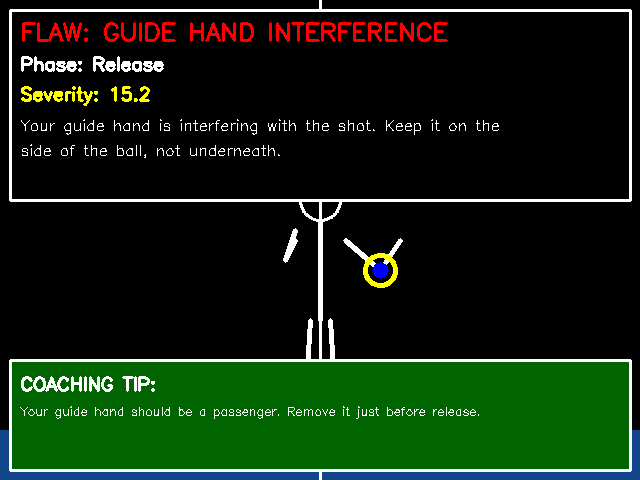 FLAW: GUIDE HAND INTERFERENCE
Phase: Release
Severity: 15.2
Your guide hand is interfering with the shot. Keep it on the
side of the ball, not underneath.
COACHING TIP:
Your guide hand should be a passenger. Remove it just before release.